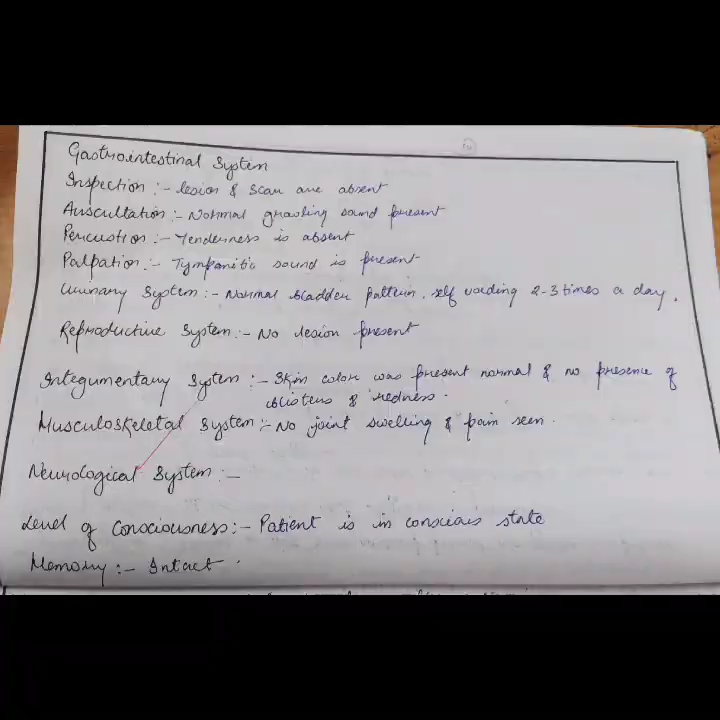 Gastrointestinal System
Inspection :- lesion & scar are absent
Auscultation :- Normal grawling sound present
Percustion :- Tenderness is absent
Palpation :- Tympanitic sound is present
Urinary System :- Normal bladder pattern, self voiding 2-3 times a day.
Reproductive System :- No lesion present
Integumentary System :- Skin color was present normal & no presence of
blisters & redness.
Musculoskeletal System :- No joint swelling & pain seen.
Neurological System :-
Level of Consciousness :- Patient is in conscious state
Memory :- Intact.